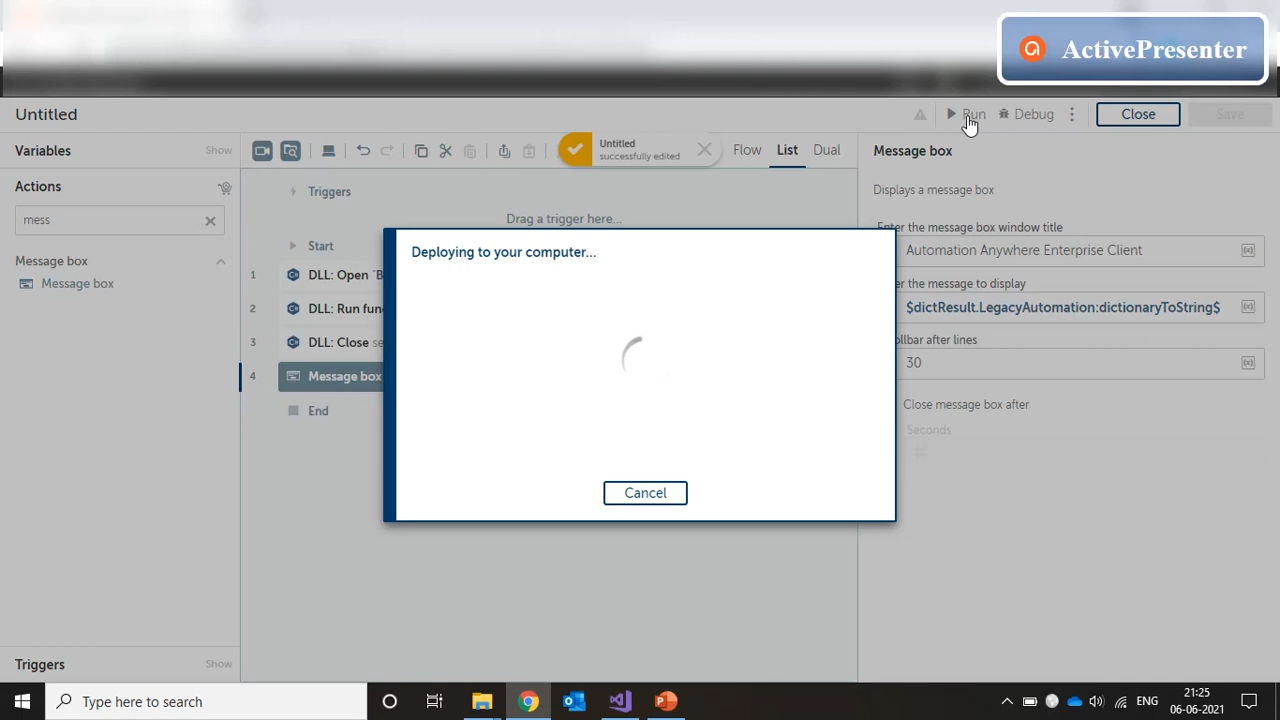 ActivePresenter
Untitled
Run
Debug
Close
Save
Variables
Show
Untitled
successfully edited
Flow
List
Dual
Message box
Actions
Triggers
Displays a message box
mess
Drag a trigger here...
Enter the message box window title
Start
Automation Anywhere Enterprise Client
Message box
Deploying to your computer...
1
DLL: Open "B
Message box
er the message to display
2
DLL: Run fun
$dictResult.LegacyAutomation:dictionaryToString$
3
DLL: Close se
ollbar after lines
4
Message box
30
End
Close message box after
Seconds
Cancel
Triggers
Show
Type here to search
ENG
21:25
06-06-2021